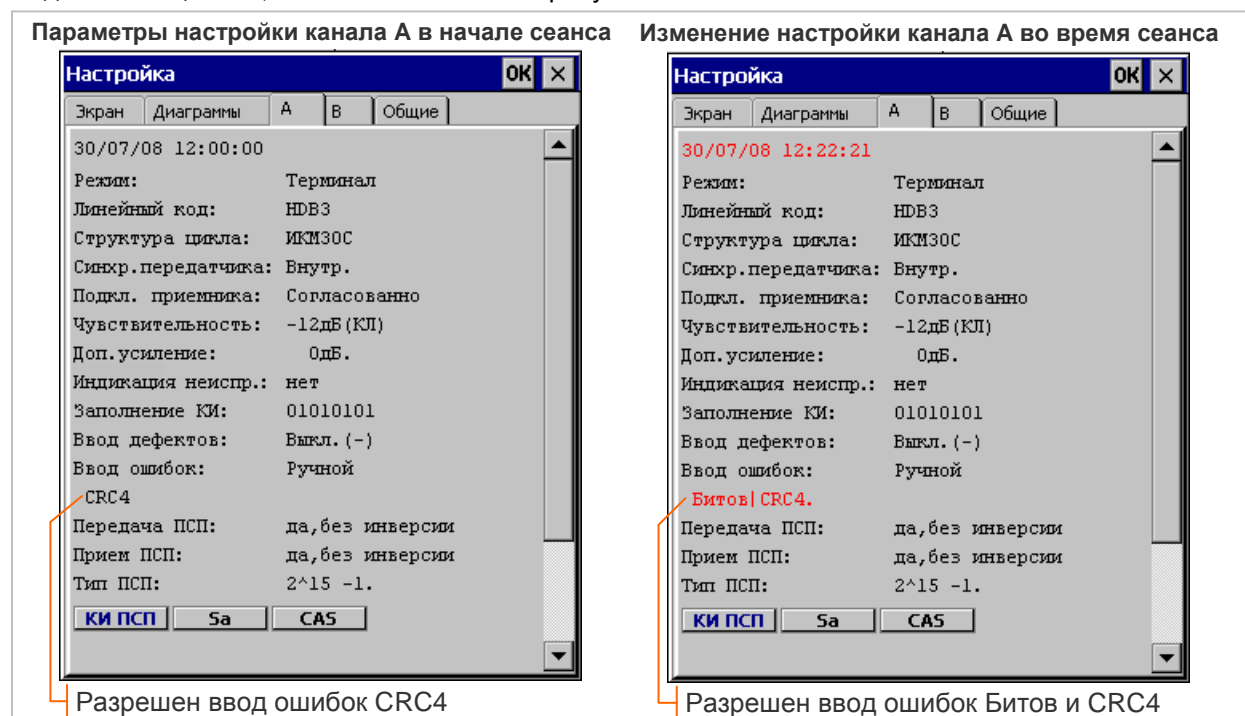 Параметры настройки канала А в начале сеанса
Настройка OK ×
Экран Диаграммы A B Общие
30/07/08 12:00:00
Режим: Терминал
Линейный код: HDB3
Структура цикла: ИКМ30С
Синхр.передатчика: Внутр.
Подкл. приемника: Согласованно
Чувствительность: -12дБ(КЛ)
Доп.усиление: 0дБ.
Индикация неиспр.: нет
Заполнение КИ: 01010101
Ввод дефектов: Выкл.(-)
Ввод ошибок: Ручной
CRC4
Передача ПСП: да,без инверсии
Прием ПСП: да,без инверсии
Тип ПСП: 2^15 -1.
КИ ПСП Sa CAS
Разрешен ввод ошибок CRC4
Изменение настройки канала А во время сеанса
Настройка OK ×
Экран Диаграммы A B Общие
30/07/08 12:22:21
Режим: Терминал
Линейный код: HDB3
Структура цикла: ИКМ30С
Синхр.передатчика: Внутр.
Подкл. приемника: Согласованно
Чувствительность: -12дБ(КЛ)
Доп.усиление: 0дБ.
Индикация неиспр.: нет
Заполнение КИ: 01010101
Ввод дефектов: Выкл.(-)
Ввод ошибок: Ручной
Битов|CRC4.
Передача ПСП: да,без инверсии
Прием ПСП: да,без инверсии
Тип ПСП: 2^15 -1.
КИ ПСП Sa CAS
Разрешен ввод ошибок Битов и CRC4